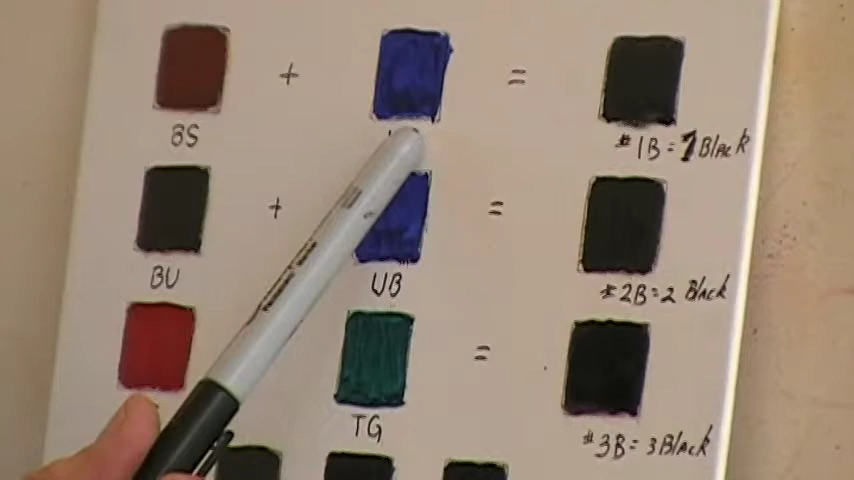 + =
BS #1B = 1 Black
+ =
BU UB #2B = 2 Black
=
TG #3B = 3 Black